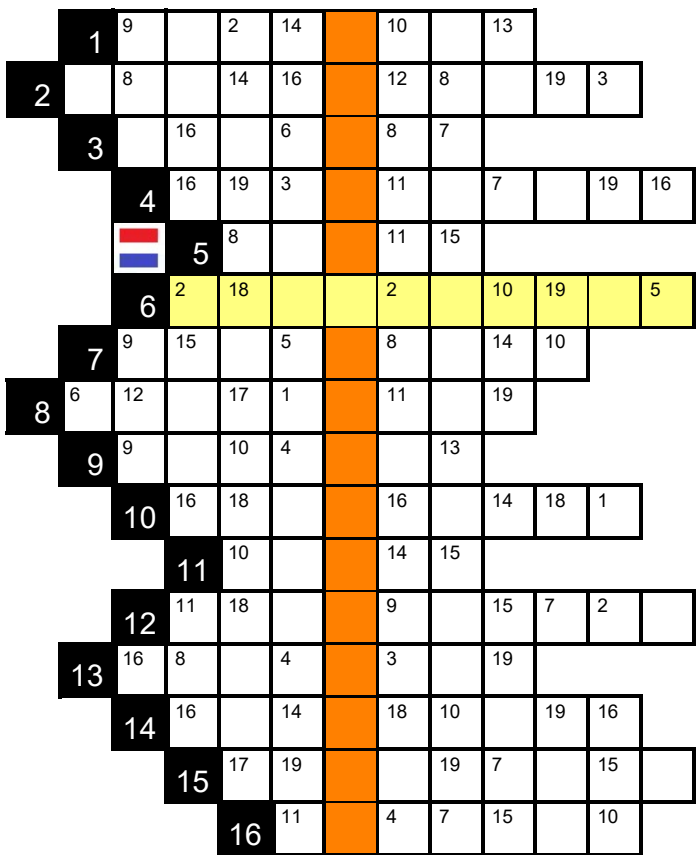 1 9 2 14 10 13
2 8 14 16 12 8 19 3
3 16 6 8 7
4 16 19 3 11 7 19 16
5 8 11 15
6 2 18 2 10 19 5
7 9 15 5 8 14 10
8 6 12 17 1 11 19
9 9 10 4 13
10 16 18 16 14 18 1
11 10 14 15
12 11 18 9 15 7 2
13 16 8 4 3 19
14 16 14 18 10 19 16
15 17 19 19 7 15
16 11 4 7 15 10